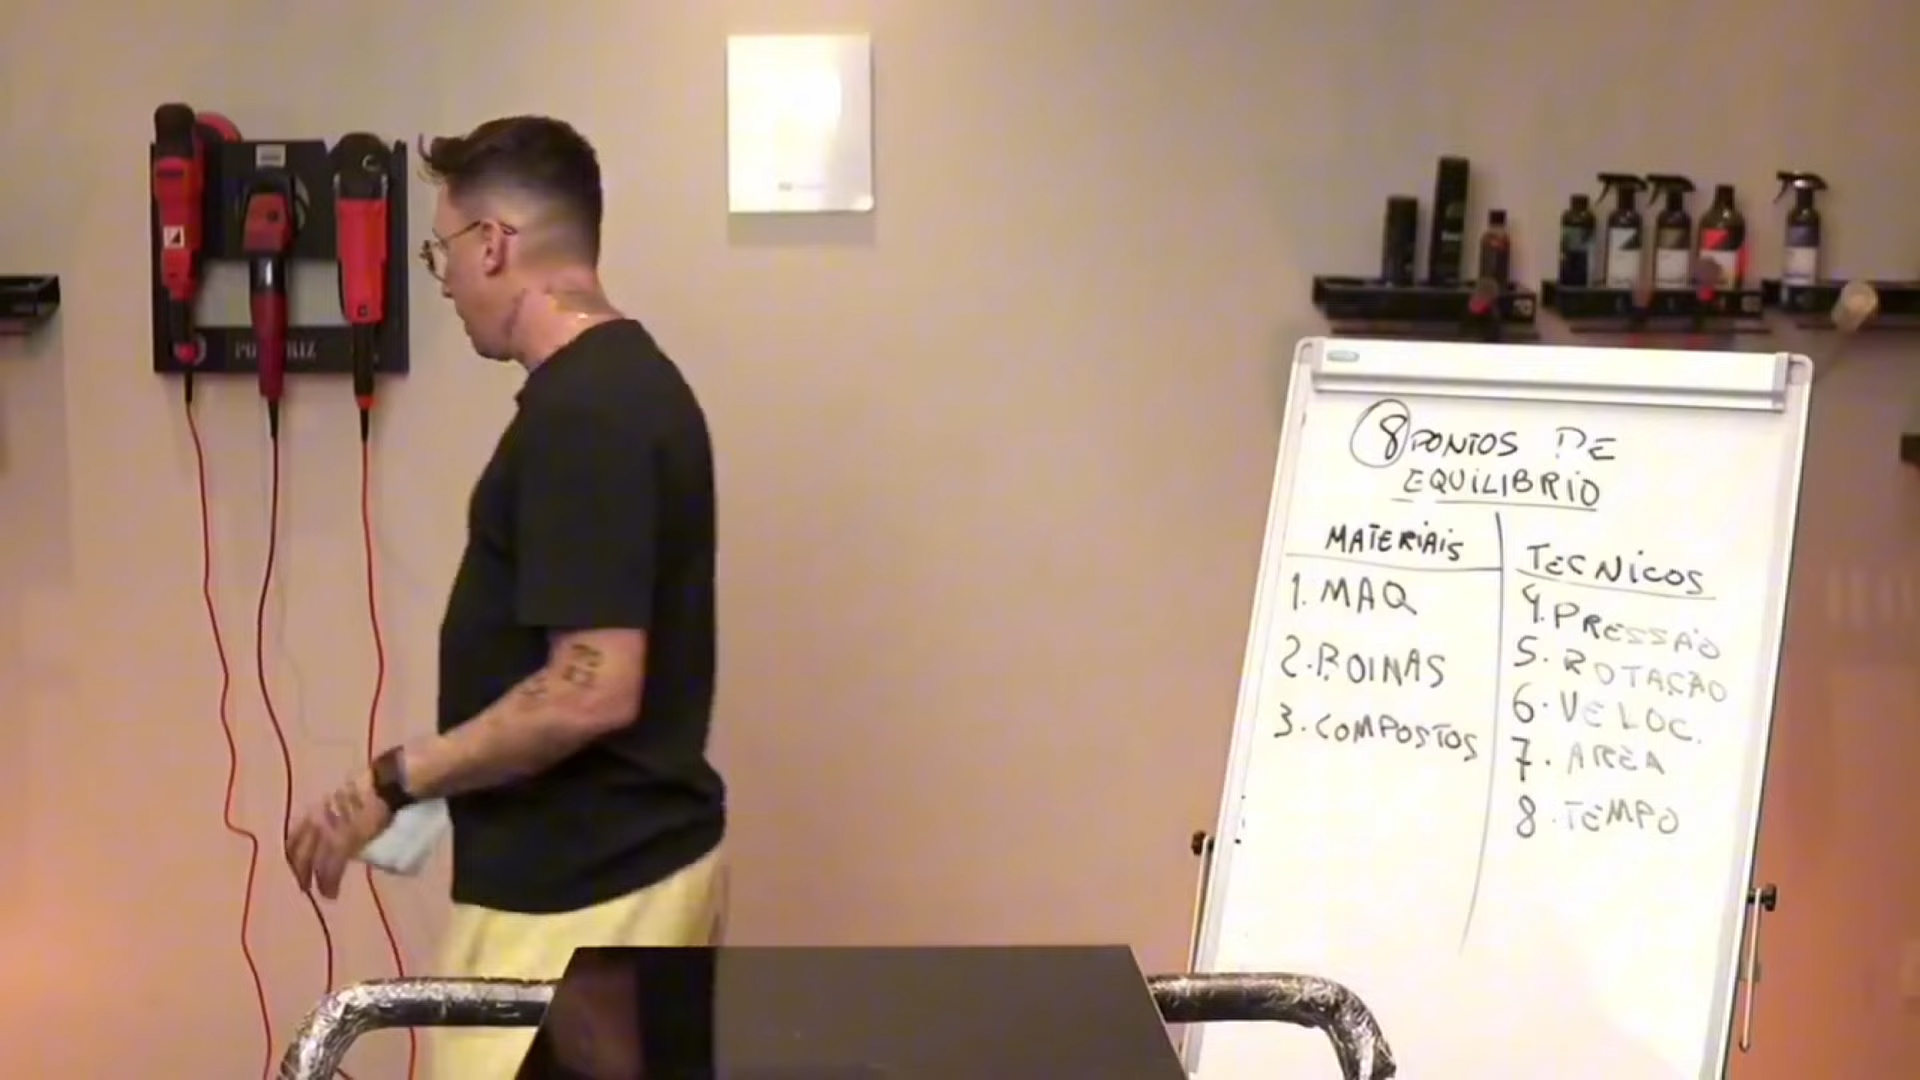 8 PONTOS DE
EQUILIBRIO
MATERIAIS
1. MAQ
2. BOINAS
3. COMPOSTOS
TECNICOS
4. PRESSÃO
5. ROTAÇÃO
6. VELOC.
7. AREA
8. TEMPO